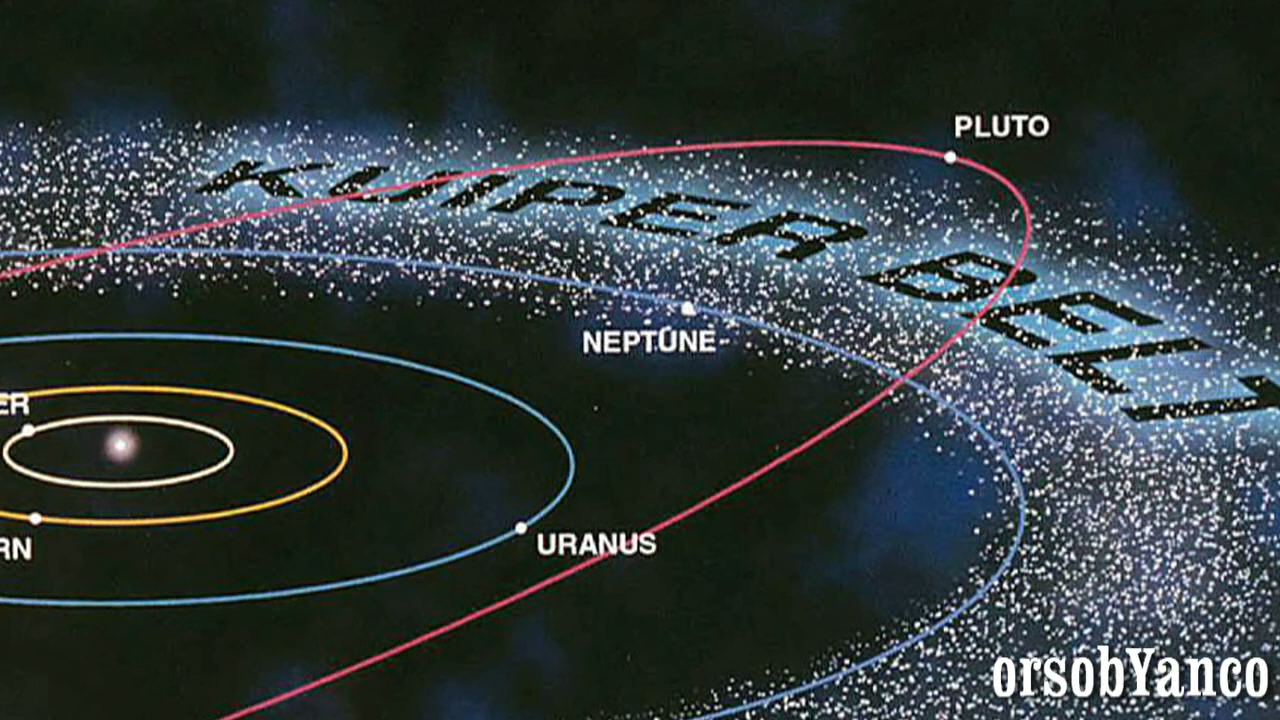 PLUTO
KUIPER BELT
NEPTUNE
ER
URANUS
RN
orsobYanco